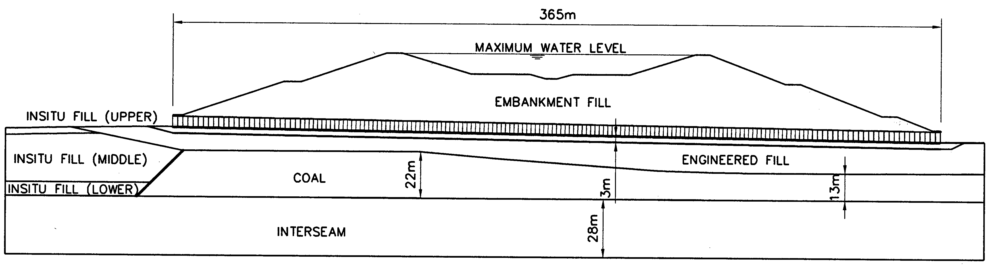 365m
MAXIMUM WATER LEVEL
EMBANKMENT FILL
INSITU FILL (UPPER)
INSITU FILL (MIDDLE)
ENGINEERED FILL
COAL
22m
3m
13m
INSITU FILL (LOWER)
INTERSEAM
28m